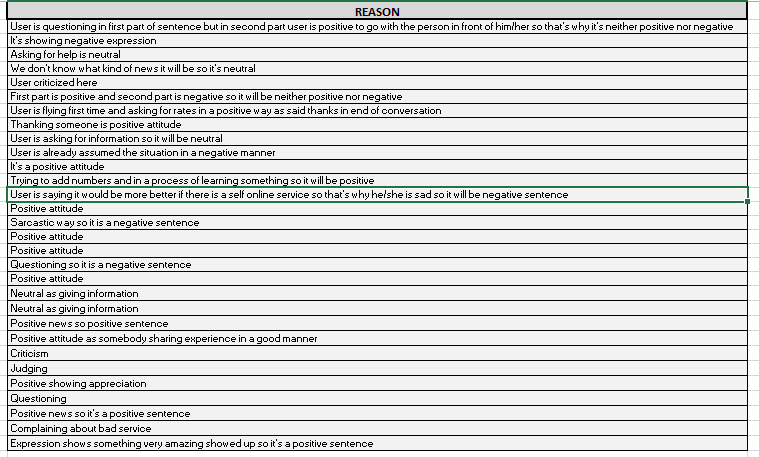 REASON
User is questioning in first part of sentence but in second part user is positive to go with the person in front of him/her so that's why it's neither positive nor negative
It's showing negative expression
Asking for help is neutral
We don't know what kind of news it will be so it's neutral
User criticized here
First part is positive and second part is negative so it will be neither positive nor negative
User is flying first time and asking for rates in a positive way as said thanks in end of conversation
Thanking someone is positive attitude
User is asking for information so it will be neutral
User is already assumed the situation in a negative manner
It's a positive attitude
Trying to add numbers and in a process of learning something so it will be positive
User is saying it would be more better if there is a self online service so that's why he/she is sad so it will be negative sentence
Positive attitude
Sarcastic way so it is a negative sentence
Positive attitude
Positive attitude
Questioning so it is a negative sentence
Positive attitude
Neutral as giving information
Neutral as giving information
Positive news so positive sentence
Positive attitude as somebody sharing experience in a good manner
Criticism
Judging
Positive showing appreciation
Questioning
Positive news so it's a positive sentence
Complaining about bad service
Expression shows something very amazing showed up so it's a positive sentence